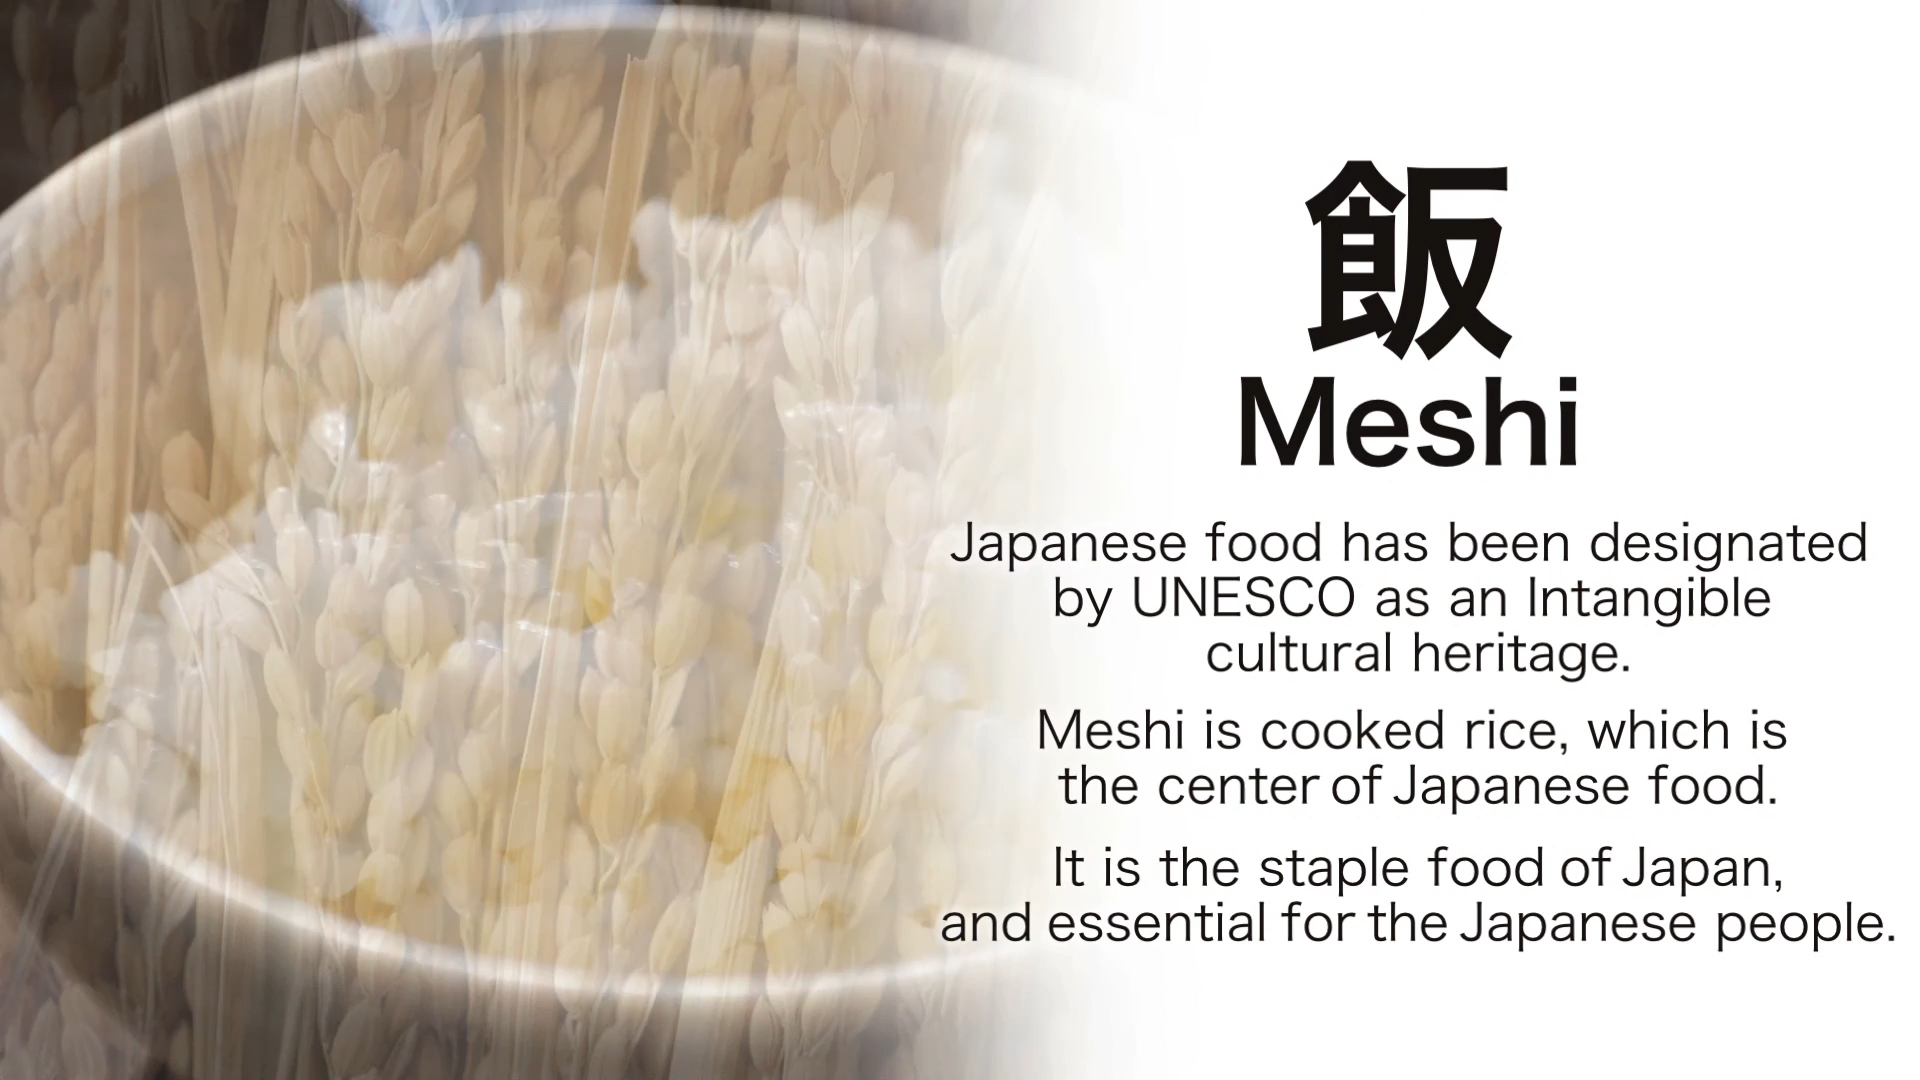 飯
Meshi
Japanese food has been designated
by UNESCO as an Intangible
cultural heritage.
Meshi is cooked rice, which is
the center of Japanese food.
It is the staple food of Japan,
and essential for the Japanese people.